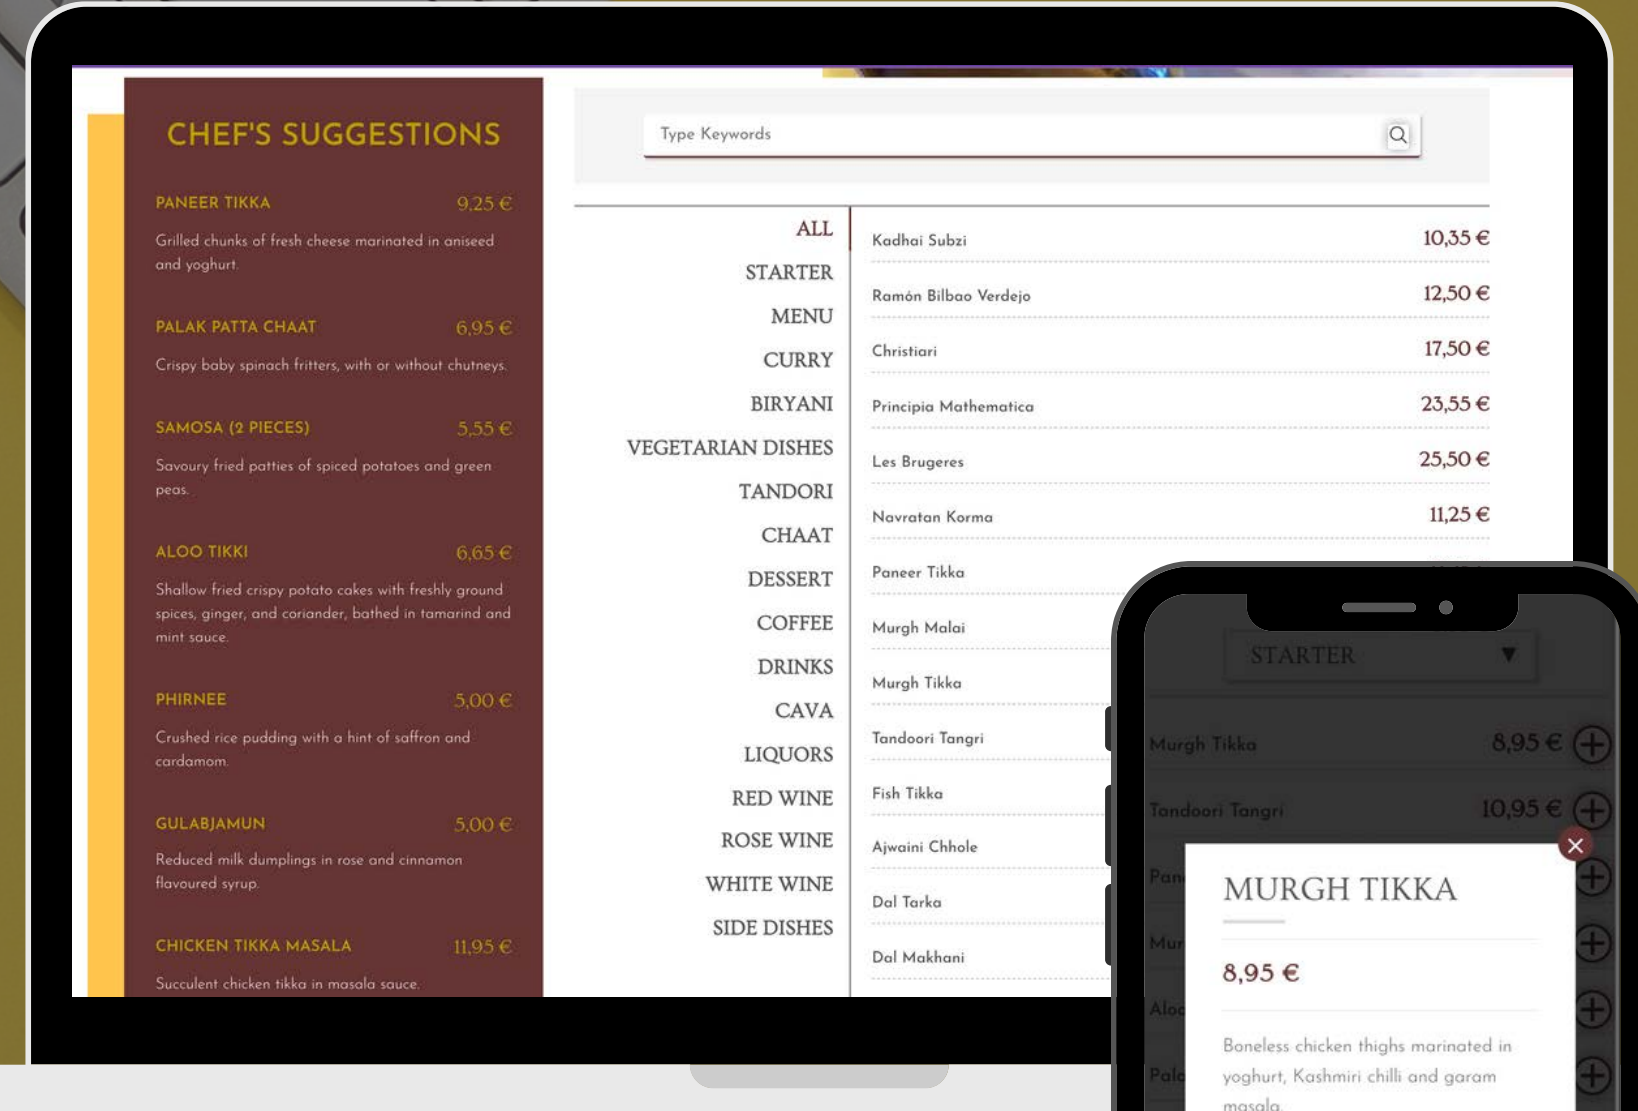 CHEF'S SUGGESTIONS
PANEER TIKKA 9,25 €
Grilled chunks of fresh cheese marinated in aniseed
and yoghurt.
PALAK PATTA CHAAT 6,95 €
Crispy baby spinach fritters, with or without chutneys.
SAMOSA (2 PIECES) 5,55 €
Savoury fried patties of spiced potatoes and green
peas.
ALOO TIKKI 6,65 €
Shallow fried crispy potato cakes with freshly ground
spices, ginger, and coriander, bathed in tamarind and
mint sauce.
PHIRNEE 5,00 €
Crushed rice pudding with a hint of saffron and
cardamom.
GULABJAMUN 5,00 €
Reduced milk dumplings in rose and cinnamon
flavoured syrup.
CHICKEN TIKKA MASALA 11,95 €
Succulent chicken tikka in masala sauce.
Type Keywords
ALL
STARTER
MENU
CURRY
BIRYANI
VEGETARIAN DISHES
TANDORI
CHAAT
DESSERT
COFFEE
DRINKS
CAVA
LIQUORS
RED WINE
ROSE WINE
WHITE WINE
SIDE DISHES
Kadhai Subzi 10,35 €
Ramón Bilbao Verdejo 12,50 €
Christiari 17,50 €
Principia Mathematica 23,55 €
Les Brugeres 25,50 €
Navratan Korma 11,25 €
Paneer Tikka
Murgh Malai
Murgh Tikka
Tandoori Tangri
Fish Tikka
Ajwaini Chhole
Dal Tarka
Dal Makhani
STARTER
Murgh Tikka 8,95 €
Tandoori Tangri 10,95 €
MURGH TIKKA
8,95 €
Boneless chicken thighs marinated in
yoghurt, Kashmiri chilli and garam
masala.